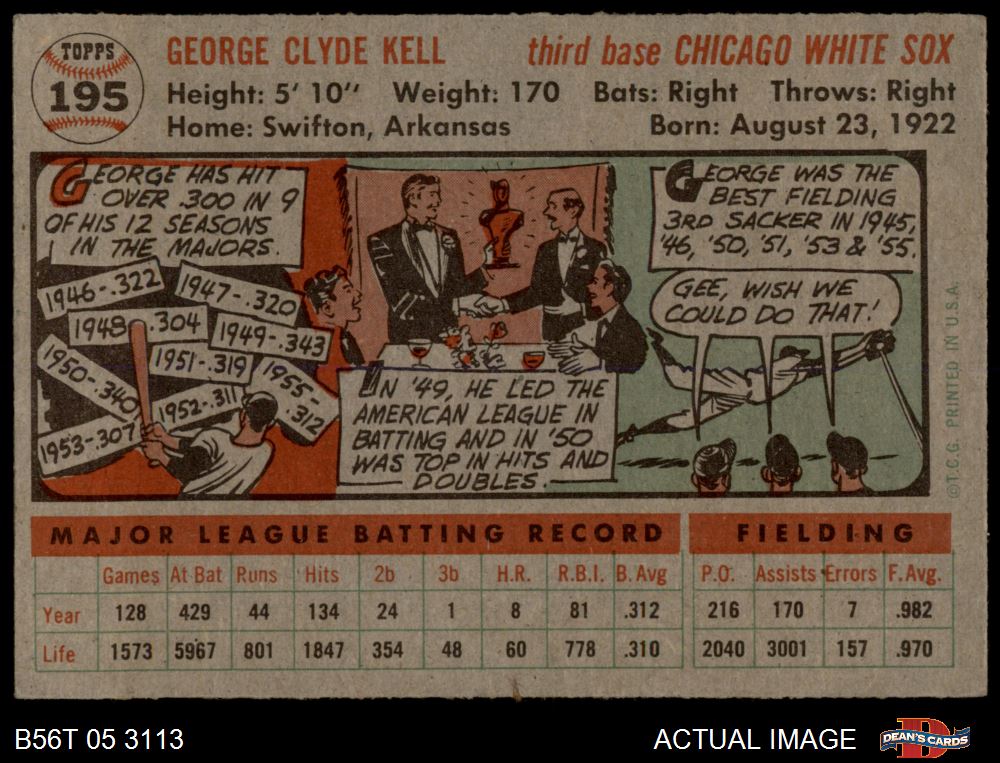 TOPPS
195
GEORGE CLYDE KELL third base CHICAGO WHITE SOX
Height: 5' 10" Weight: 170 Bats: Right Throws: Right
Home: Swifton, Arkansas Born: August 23, 1922
GEORGE HAS HIT
OVER .300 IN 9
OF HIS 12 SEASONS
IN THE MAJORS.
1946-.322
1947-.320
1948-.304
1949-.343
1950-.340
1951-.319
1952-.311
1953-.307
1955-
.312
IN '49, HE LED THE
AMERICAN LEAGUE IN
BATTING AND IN '50
WAS TOP IN HITS AND
DOUBLES.
GEORGE WAS THE
BEST FIELDING
3RD SACKER IN 1945,
'46, '50, '51, '53 & '55.
GEE, WISH WE
COULD DO THAT!
©T.C.G. PRINTED IN U.S.A.
MAJOR LEAGUE BATTING RECORD FIELDING
Games At Bat Runs Hits 2b 3b H.R. R.B.I. B. Avg P.O. Assists Errors F. Avg.
Year 128 429 44 134 24 1 8 81 .312 216 170 7 .982
Life 1573 5967 801 1847 354 48 60 778 .310 2040 3001 157 .970
B56T 05 3113 ACTUAL IMAGE DEAN'S CARDS